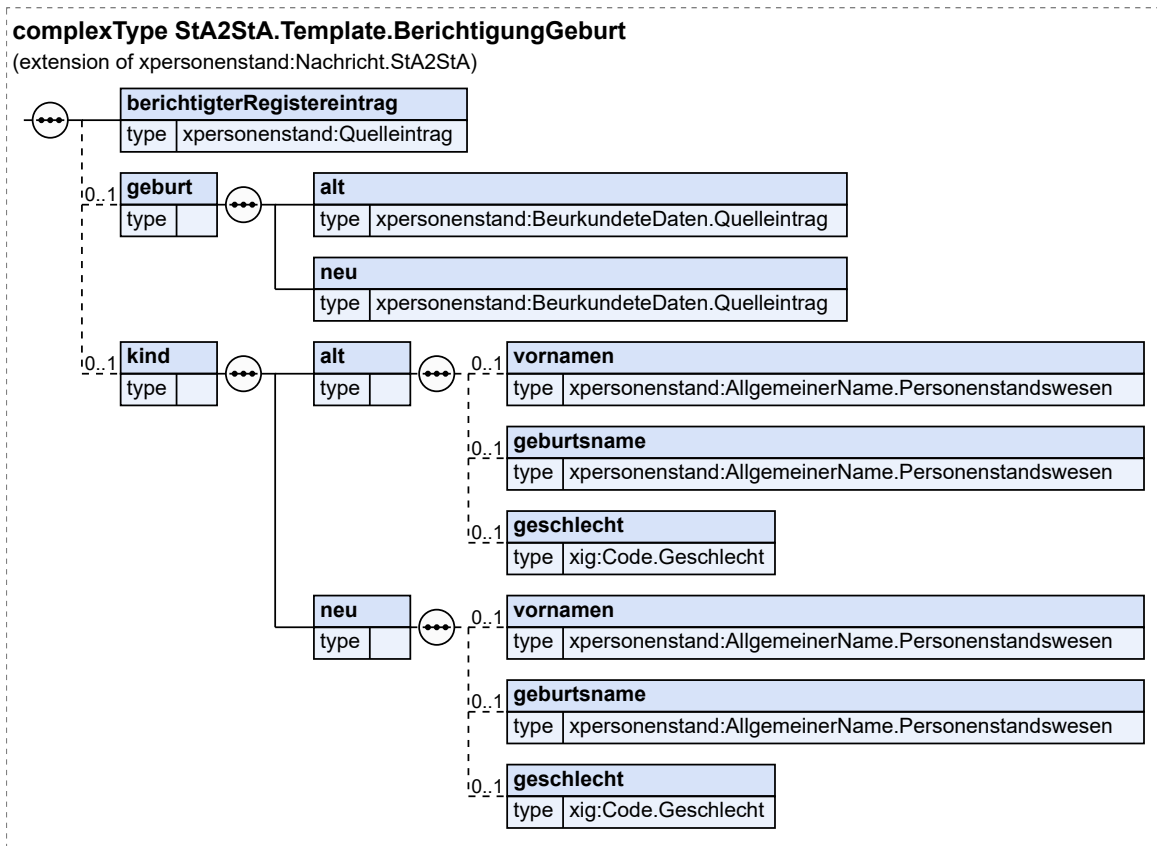 complexType StA2StA.Template.BerichtigungGeburt
(extension of xpersonenstand:Nachricht.StA2StA)
berichtigterRegistereintrag
type xpersonenstand:Quelleintrag
0..1 geburt
type
alt
type xpersonenstand:BeurkundeteDaten.Quelleintrag
neu
type xpersonenstand:BeurkundeteDaten.Quelleintrag
0..1 kind
type
alt
type
0..1 vornamen
type xpersonenstand:AllgemeinerName.Personenstandswesen
0..1 geburtsname
type xpersonenstand:AllgemeinerName.Personenstandswesen
0..1 geschlecht
type xig:Code.Geschlecht
neu
type
0..1 vornamen
type xpersonenstand:AllgemeinerName.Personenstandswesen
0..1 geburtsname
type xpersonenstand:AllgemeinerName.Personenstandswesen
0..1 geschlecht
type xig:Code.Geschlecht